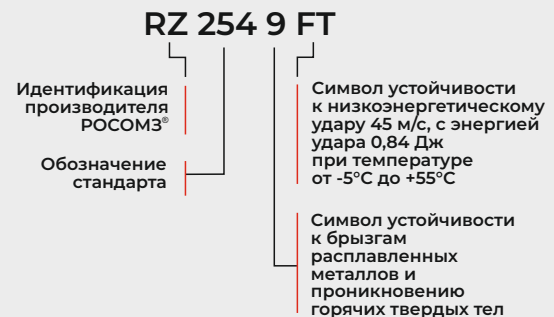 RZ 254 9 FT
Идентификация
производителя
РОСОМЗ®
Обозначение
стандарта
Символ устойчивости
к низкоэнергетическому
удару 45 м/с, с энергией
удара 0,84 Дж
при температуре
от -5°C до +55°C
Символ устойчивости
к брызгам
расплавленных
металлов и
проникновению
горячих твердых тел